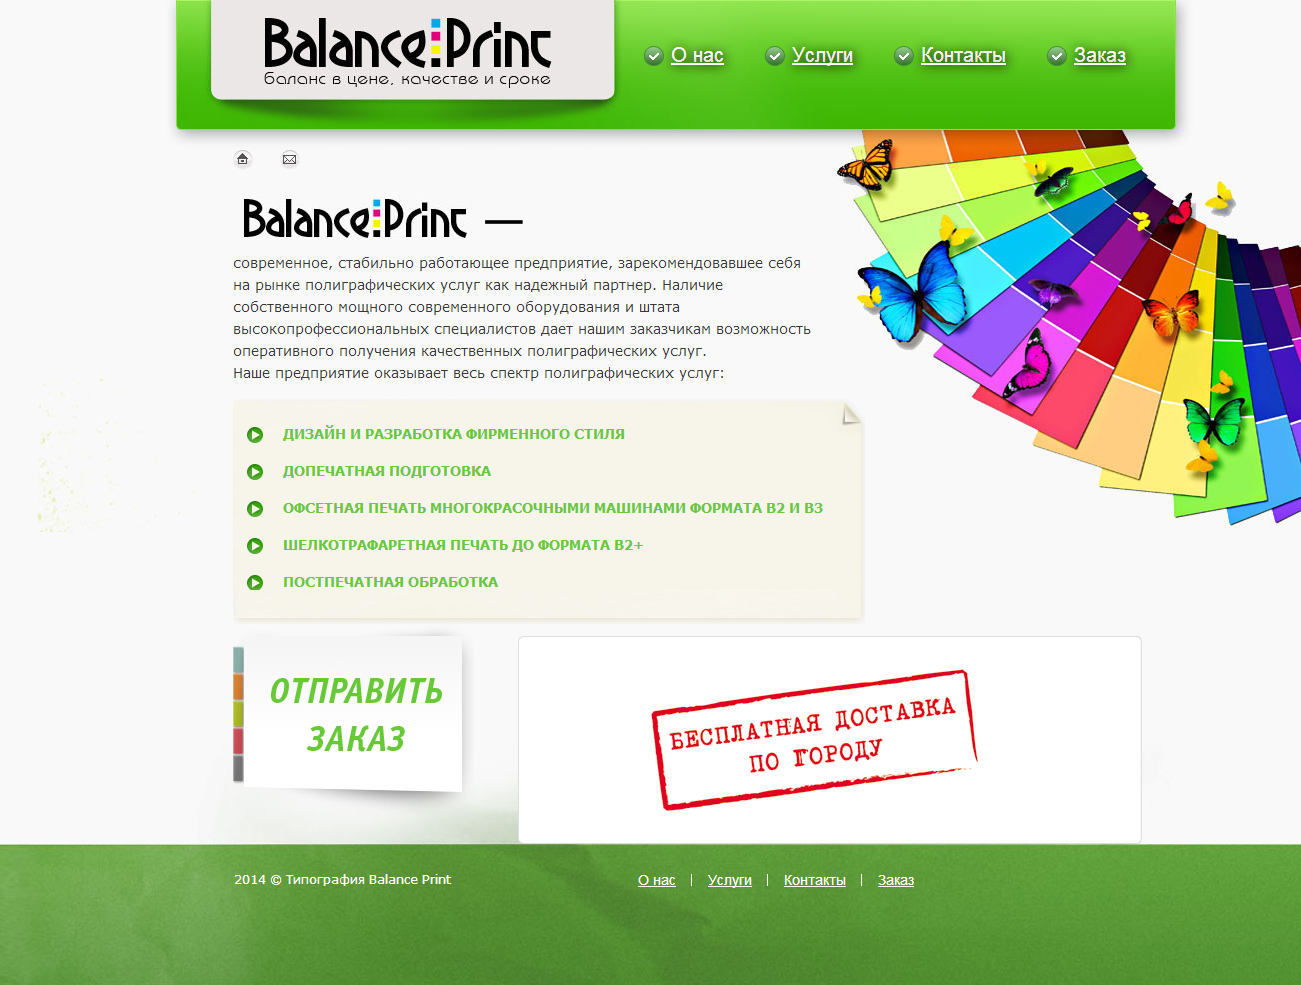 Balance Print
баланс в цене, качестве и сроке
О нас
Услуги
Контакты
Заказ
Balance Print —
современное, стабильно работающее предприятие, зарекомендовавшее себя
на рынке полиграфических услуг как надежный партнер. Наличие
собственного мощного современного оборудования и штата
высокопрофессиональных специалистов дает нашим заказчикам возможность
оперативного получения качественных полиграфических услуг.
Наше предприятие оказывает весь спектр полиграфических услуг:
ДИЗАЙН И РАЗРАБОТКА ФИРМЕННОГО СТИЛЯ
ДОПЕЧАТНАЯ ПОДГОТОВКА
ОФСЕТНАЯ ПЕЧАТЬ МНОГОКРАСОЧНЫМИ МАШИНАМИ ФОРМАТА В2 И В3
ШЕЛКОТРАФАРЕТНАЯ ПЕЧАТЬ ДО ФОРМАТА В2+
ПОСТПЕЧАТНАЯ ОБРАБОТКА
ОТПРАВИТЬ
ЗАКАЗ
БЕСПЛАТНАЯ ДОСТАВКА
ПО ГОРОДУ
2014 © Типография Balance Print
О нас | Услуги | Контакты | Заказ